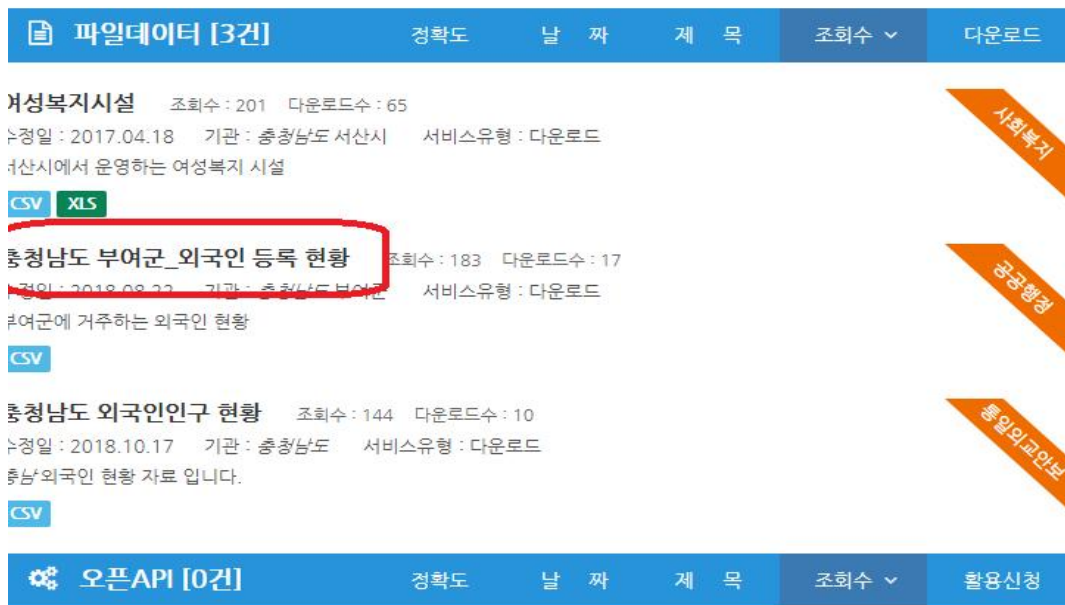 파일데이터 [3건] 정확도 날 짜 제 목 조회수 다운로드
여성복지시설 조회수 : 201 다운로드수 : 65
수정일 : 2017.04.18 기관 : 충청남도 서산시 서비스유형 : 다운로드
서산시에서 운영하는 여성복지 시설
CSV XLS
사회복지
충청남도 부여군_외국인 등록 현황 조회수 : 183 다운로드수 : 17
수정일 : 2018.08.22 기관 : 충청남도 부여군 서비스유형 : 다운로드
부여군에 거주하는 외국인 현황
CSV
공공행정
충청남도 외국인인구 현황 조회수 : 144 다운로드수 : 10
수정일 : 2018.10.17 기관 : 충청남도 서비스유형 : 다운로드
충남 외국인 현황 자료 입니다.
CSV
통일외교안보
오픈API [0건] 정확도 날 짜 제 목 조회수 활용신청